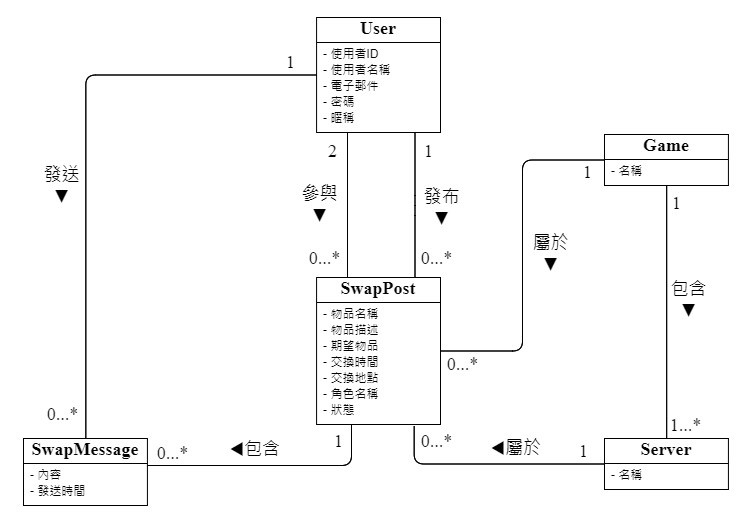 User
- 使用者ID
- 使用者名稱
- 電子郵件
- 密碼
- 暱稱
1
發送
▼
2
1
參與
▼
發布
▼
0...*
0...*
Game
- 名稱
1
1
屬於
▼
包含
▼
SwapPost
- 物品名稱
- 物品描述
- 期望物品
- 交換時間
- 交換地點
- 角色名稱
- 狀態
0...*
0...*
1...*
SwapMessage
- 內容
- 發送時間
0...*
◀包含
1
0...*
◀屬於
1
Server
- 名稱